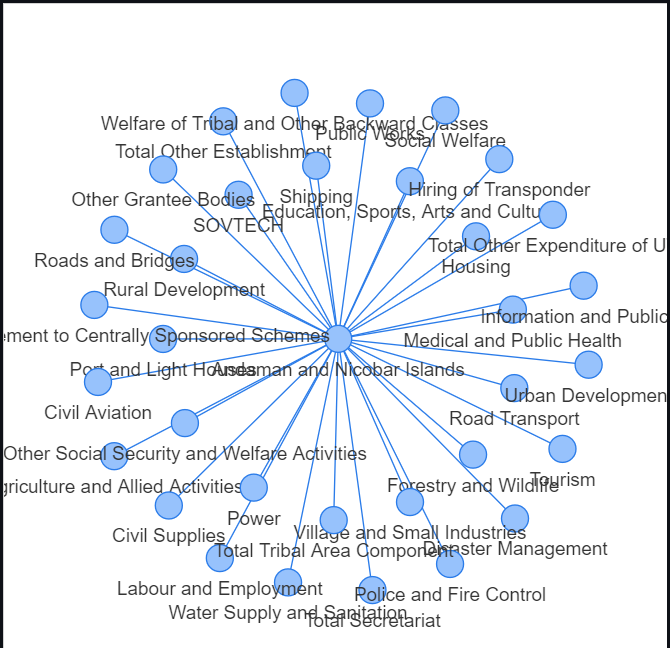 Welfare of Tribal and Other Backward Classes
Public Works
Social Welfare
Total Other Establishment
Hiring of Transponder
Other Grantee Bodies
Shipping
Education, Sports, Arts and Cultu
SOVTECH
Total Other Expenditure of U
Roads and Bridges
Housing
Rural Development
Information and Public
ement to Centrally Sponsored Schemes
Medical and Public Health
Port and Light Houses
Andaman and Nicobar Islands
Urban Developmen
Civil Aviation
Road Transport
Other Social Security and Welfare Activities
Tourism
griculture and Allied Activities
Forestry and Wildlife
Power
Civil Supplies
Village and Small Industries
Total Tribal Area Component
Disaster Management
Labour and Employment
Police and Fire Control
Water Supply and Sanitation
Total Secretariat